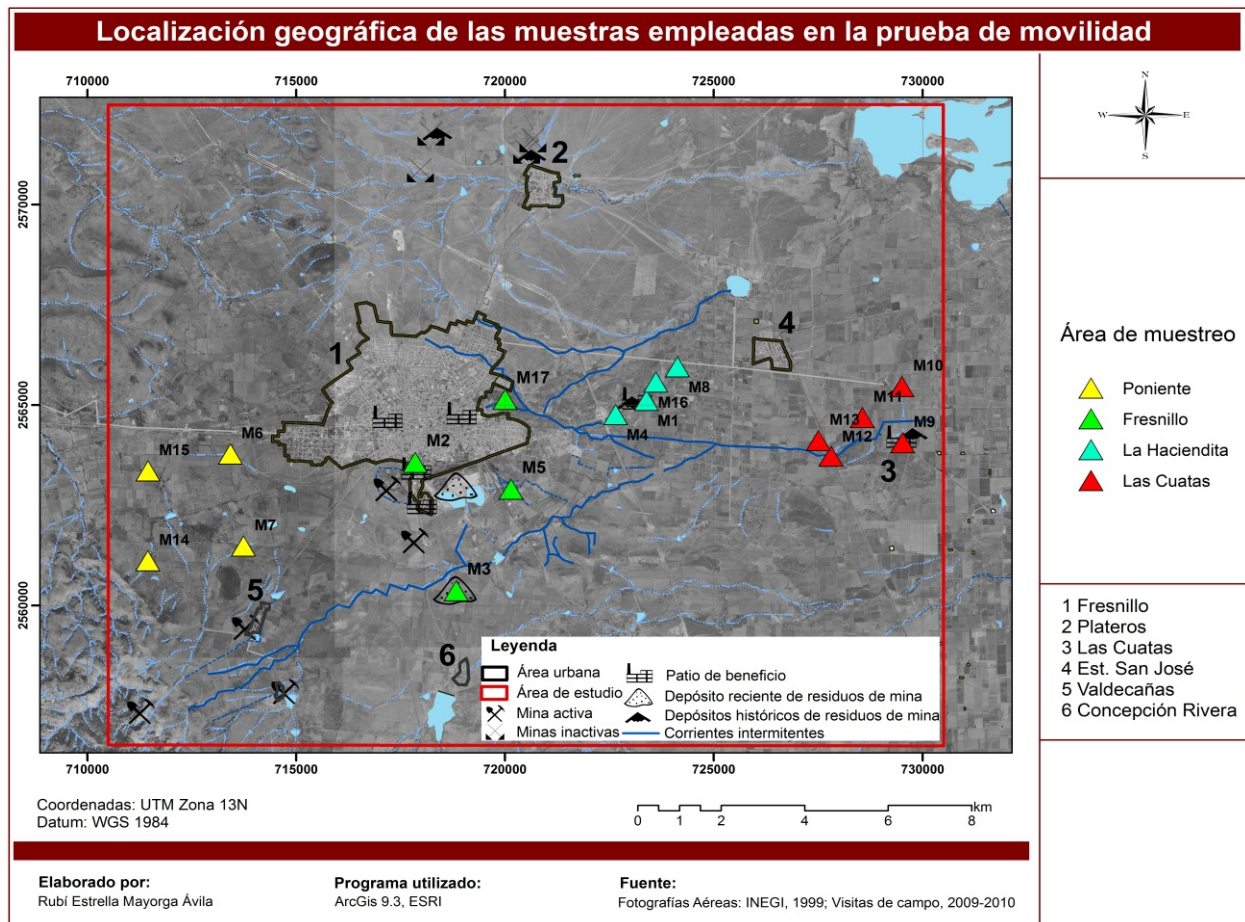 Localización geográfica de las muestras empleadas en la prueba de movilidad
710000 715000 720000 725000 730000
2570000
2565000
2560000
2
1
4
M17
M8
M16
M1
M4
M10
M11
M13
M12
M9
3
M2
M5
M6
M15
M7
M14
5
M3
6
Leyenda
Área urbana
Área de estudio
Mina activa
Minas inactivas
Patio de beneficio
Depósito reciente de residuos de mina
Depósitos históricos de residuos de mina
Corrientes intermitentes
710000 715000 720000 725000 730000
Coordenadas: UTM Zona 13N
Datum: WGS 1984
km
0 1 2 4 6 8
N
W E
S
Área de muestreo
Poniente
Fresnillo
La Haciendita
Las Cuatas
1 Fresnillo
2 Plateros
3 Las Cuatas
4 Est. San José
5 Valdecañas
6 Concepción Rivera
Elaborado por:
Rubí Estrella Mayorga Ávila
Programa utilizado:
ArcGis 9.3, ESRI
Fuente:
Fotografías Aéreas: INEGI, 1999; Visitas de campo, 2009-2010